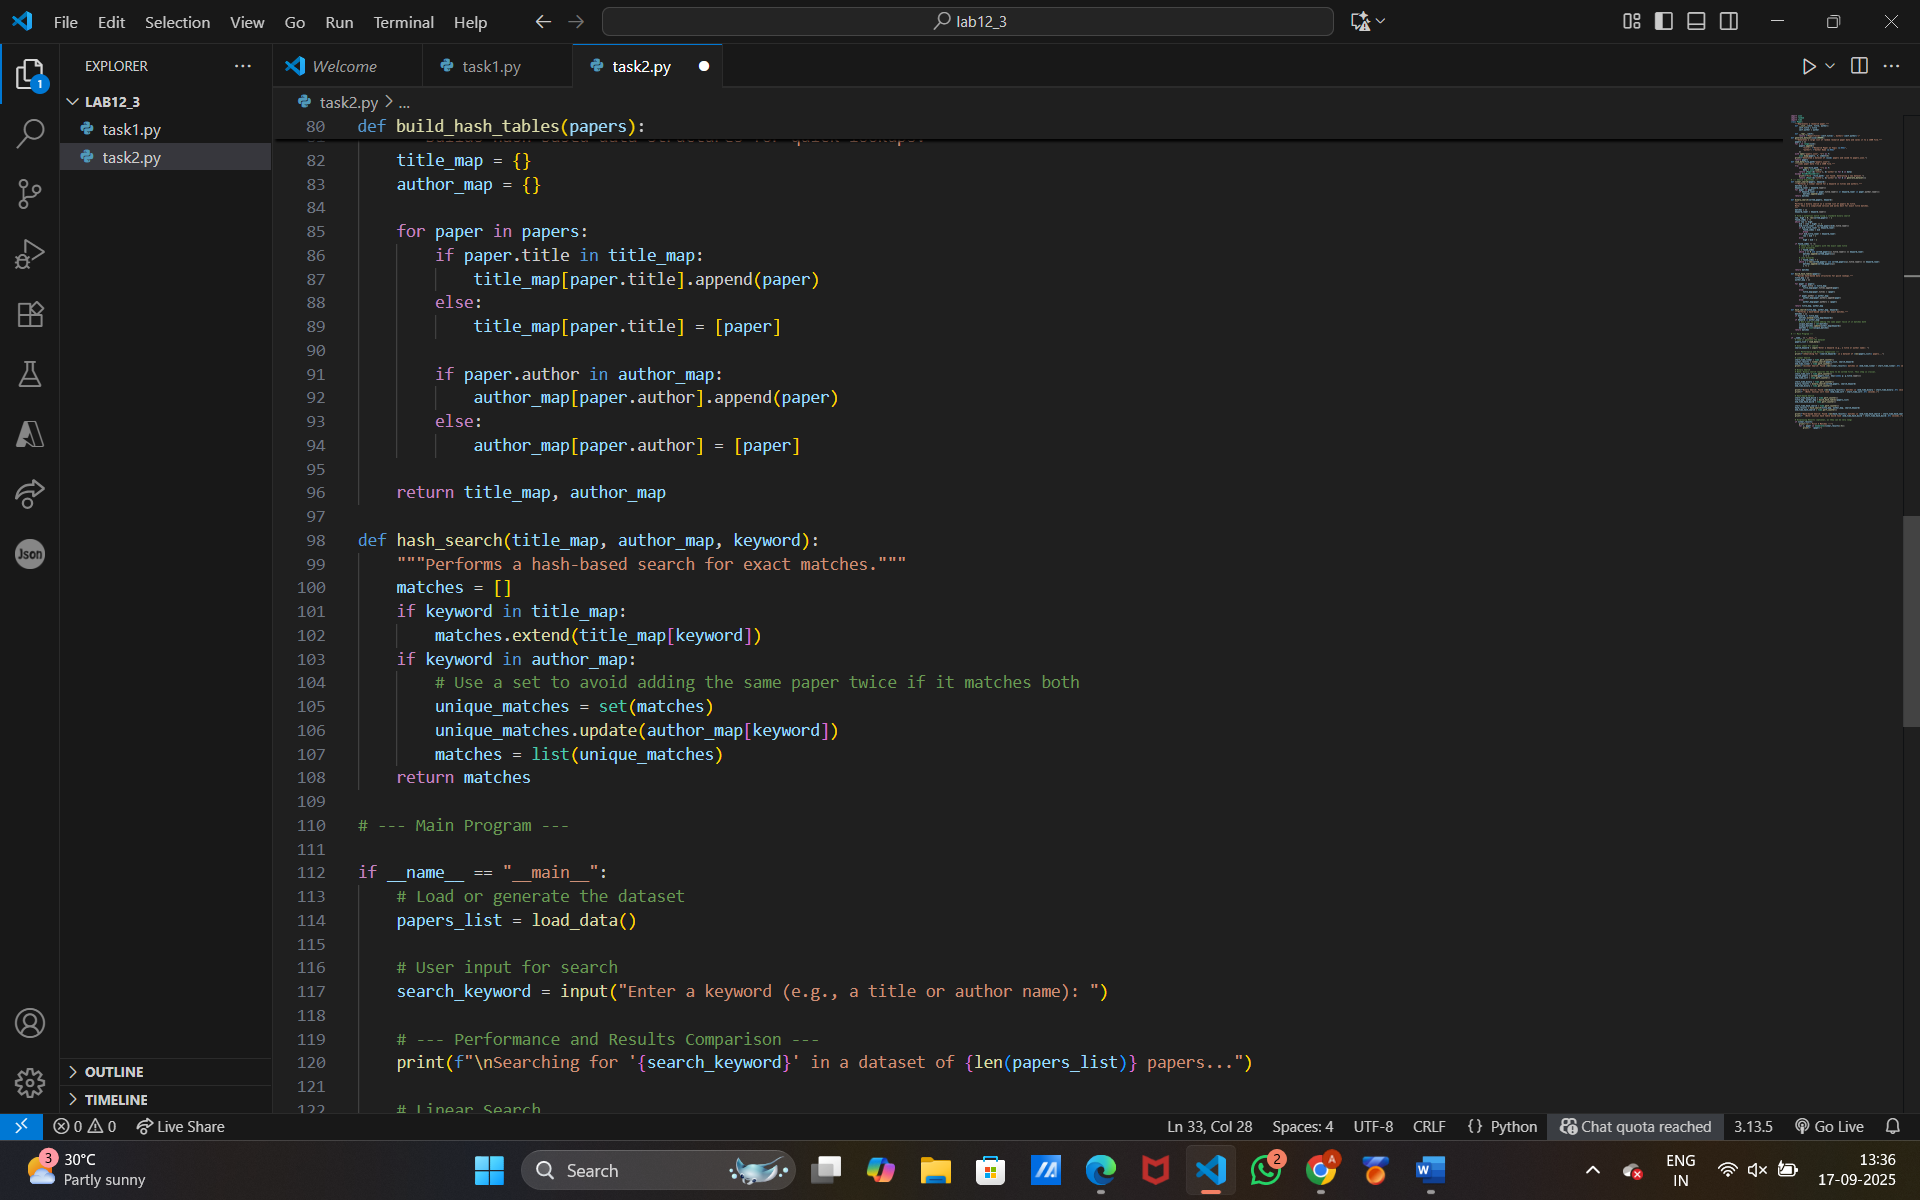 File Edit Selection View Go Run Terminal Help
lab12_3
EXPLORER
Welcome
task1.py
task2.py
LAB12_3
task1.py
task2.py
task2.py > ...
80 def build_hash_tables(papers):
82 title_map = {}
83 author_map = {}
84
85 for paper in papers:
86 if paper.title in title_map:
87 title_map[paper.title].append(paper)
88 else:
89 title_map[paper.title] = [paper]
90
91 if paper.author in author_map:
92 author_map[paper.author].append(paper)
93 else:
94 author_map[paper.author] = [paper]
95
96 return title_map, author_map
97
98 def hash_search(title_map, author_map, keyword):
99 """Performs a hash-based search for exact matches."""
100 matches = []
101 if keyword in title_map:
102 matches.extend(title_map[keyword])
103 if keyword in author_map:
104 # Use a set to avoid adding the same paper twice if it matches both
105 unique_matches = set(matches)
106 unique_matches.update(author_map[keyword])
107 matches = list(unique_matches)
108 return matches
109
110 # --- Main Program ---
111
112 if __name__ == "__main__":
113 # Load or generate the dataset
114 papers_list = load_data()
115
116 # User input for search
117 search_keyword = input("Enter a keyword (e.g., a title or author name): ")
118
119 # --- Performance and Results Comparison ---
120 print(f"\nSearching for '{search_keyword}' in a dataset of {len(papers_list)} papers...")
121
122 # Linear Search
1
Json
OUTLINE
TIMELINE
0 0 Live Share
Ln 33, Col 28 Spaces: 4 UTF-8 CRLF {} Python Chat quota reached 3.13.5 Go Live
3
30°C
Partly sunny
Search
2
A
ENG
IN
13:36
17-09-2025